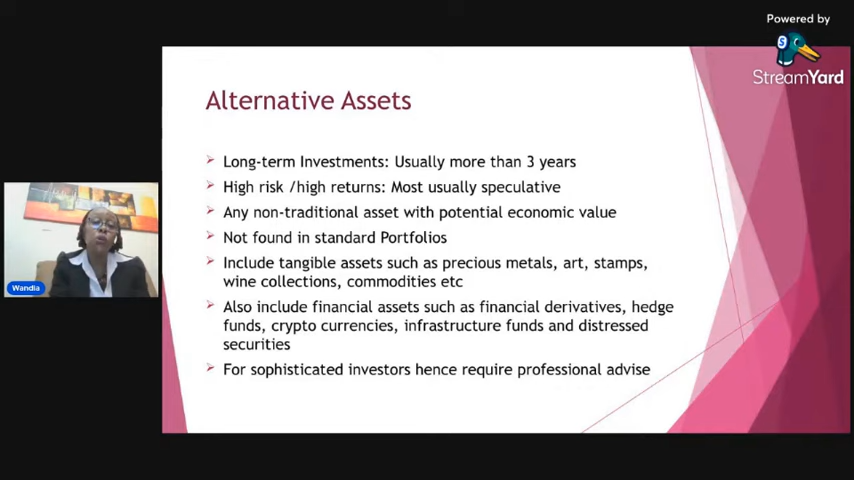 Powered by
StreamYard
Alternative Assets
Long-term Investments: Usually more than 3 years
High risk /high returns: Most usually speculative
Any non-traditional asset with potential economic value
Not found in standard Portfolios
Include tangible assets such as precious metals, art, stamps,
wine collections, commodities etc
Also include financial assets such as financial derivatives, hedge
funds, crypto currencies, infrastructure funds and distressed
securities
For sophisticated investors hence require professional advise
Wandia